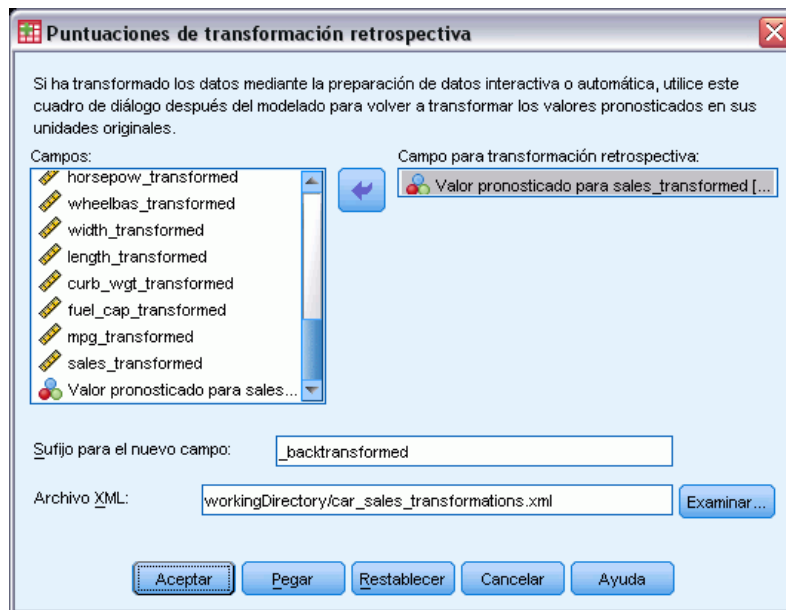 Puntuaciones de transformación retrospectiva
Si ha transformado los datos mediante la preparación de datos interactiva o automática, utilice este
cuadro de diálogo después del modelado para volver a transformar los valores pronosticados en sus
unidades originales.
Campos:
horsepow_transformed
wheelbas_transformed
width_transformed
length_transformed
curb_wgt_transformed
fuel_cap_transformed
mpg_transformed
sales_transformed
Valor pronosticado para sales...
Campo para transformación retrospectiva:
Valor pronosticado para sales_transformed [...
Sufijo para el nuevo campo:
_backtransformed
Archivo XML:
workingDirectory/car_sales_transformations.xml
Examinar...
Aceptar
Pegar
Restablecer
Cancelar
Ayuda